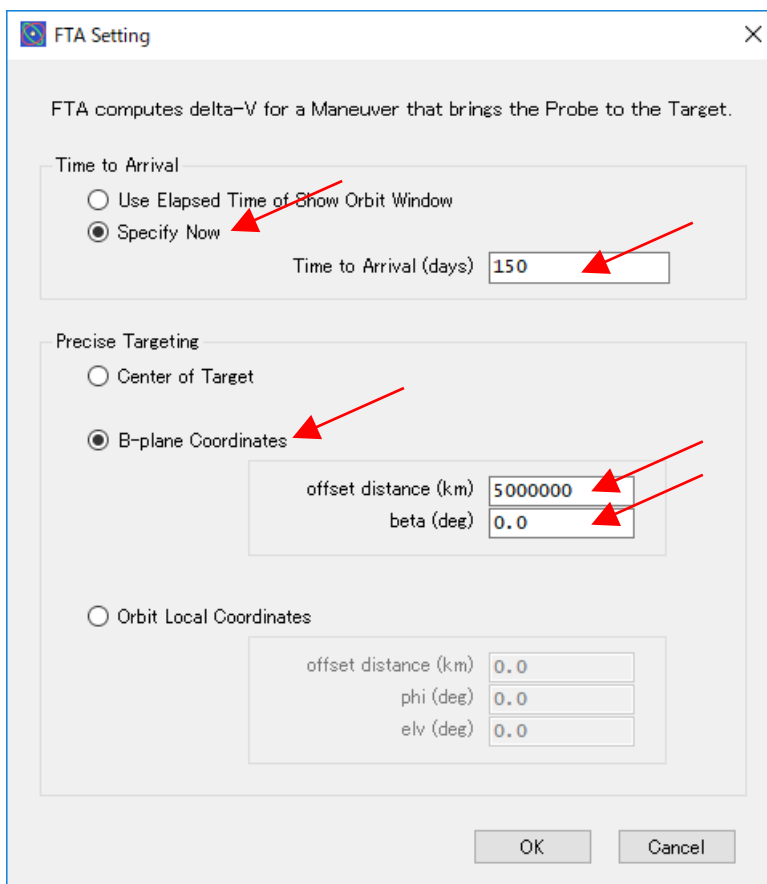 FTA Setting
FTA computes delta-V for a Maneuver that brings the Probe to the Target.
Time to Arrival
Use Elapsed Time of Show Orbit Window
Specify Now
Time to Arrival (days) 150
Precise Targeting
Center of Target
B-plane Coordinates
offset distance (km) 5000000
beta (deg) 0.0
Orbit Local Coordinates
offset distance (km) 0.0
phi (deg) 0.0
elv (deg) 0.0
OK Cancel